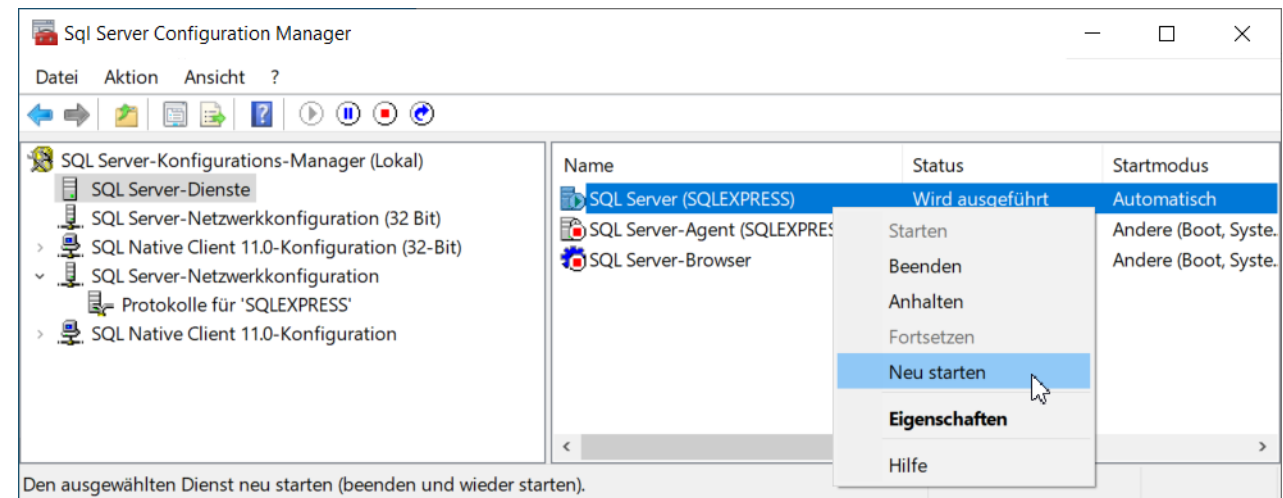 Sql Server Configuration Manager
Datei Aktion Ansicht ?
SQL Server-Konfigurations-Manager (Lokal)
SQL Server-Dienste
SQL Server-Netzwerkkonfiguration (32 Bit)
SQL Native Client 11.0-Konfiguration (32-Bit)
SQL Server-Netzwerkkonfiguration
Protokolle für 'SQLEXPRESS'
SQL Native Client 11.0-Konfiguration
Name Status Startmodus
SQL Server (SQLEXPRESS) Wird ausgeführt Automatisch
SQL Server-Agent (SQLEXPRES Andere (Boot, Syste..
SQL Server-Browser Andere (Boot, Syste..
Starten
Beenden
Anhalten
Fortsetzen
Neu starten
Eigenschaften
Hilfe
Den ausgewählten Dienst neu starten (beenden und wieder starten).